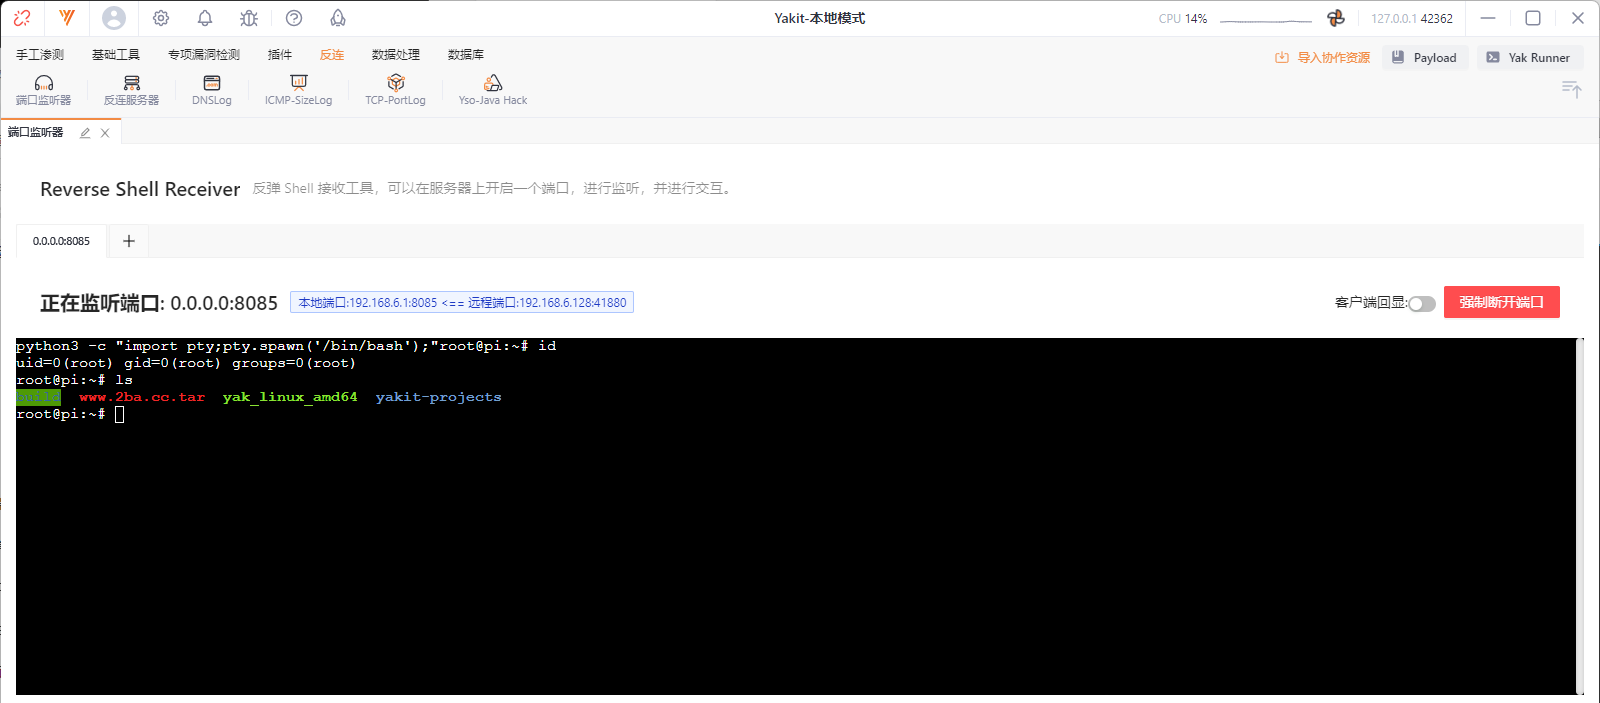 Yakit-本地模式
CPU 14%
127.0.0.1 42362
手工渗测 基础工具 专项漏洞检测 插件 反连 数据处理 数据库
导入协作资源 Payload Yak Runner
端口监听器 反连服务器 DNSLog ICMP-SizeLog TCP-PortLog Yso-Java Hack
端口监听器
Reverse Shell Receiver 反弹 Shell 接收工具，可以在服务器上开启一个端口，进行监听，并进行交互。
0.0.0.0:8085
正在监听端口: 0.0.0.0:8085 本地端口:192.168.6.1:8085 <== 远程端口:192.168.6.128:41880
客户端回显: 强制断开端口
python3 -c "import pty;pty.spawn('/bin/bash');"root@pi:~# id
uid=0(root) gid=0(root) groups=0(root)
root@pi:~# ls
build www.2ba.cc.tar yak_linux_amd64 yakit-projects
root@pi:~#